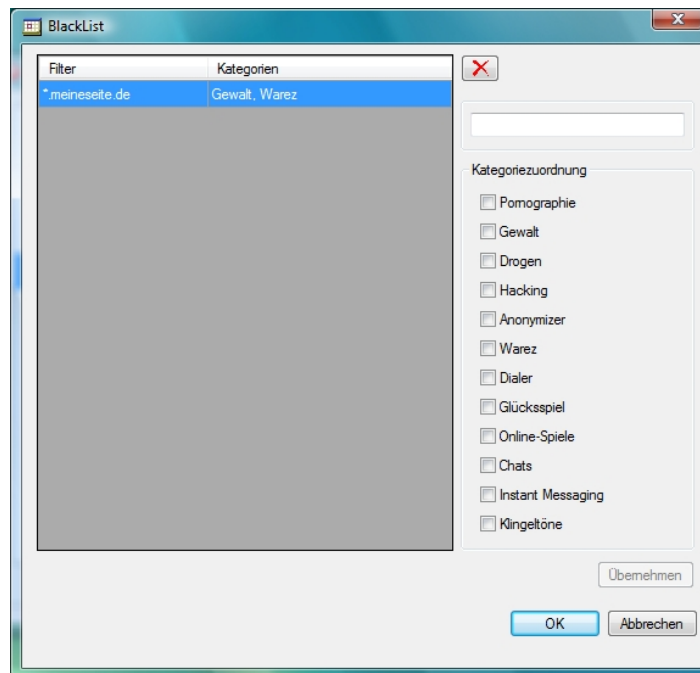 BlackList
Filter Kategorien
*.meineseite.de Gewalt, Warez
Kategoriezuordnung
Pornographie
Gewalt
Drogen
Hacking
Anonymizer
Warez
Dialer
Glücksspiel
Online-Spiele
Chats
Instant Messaging
Klingeltöne
Übernehmen
OK Abbrechen